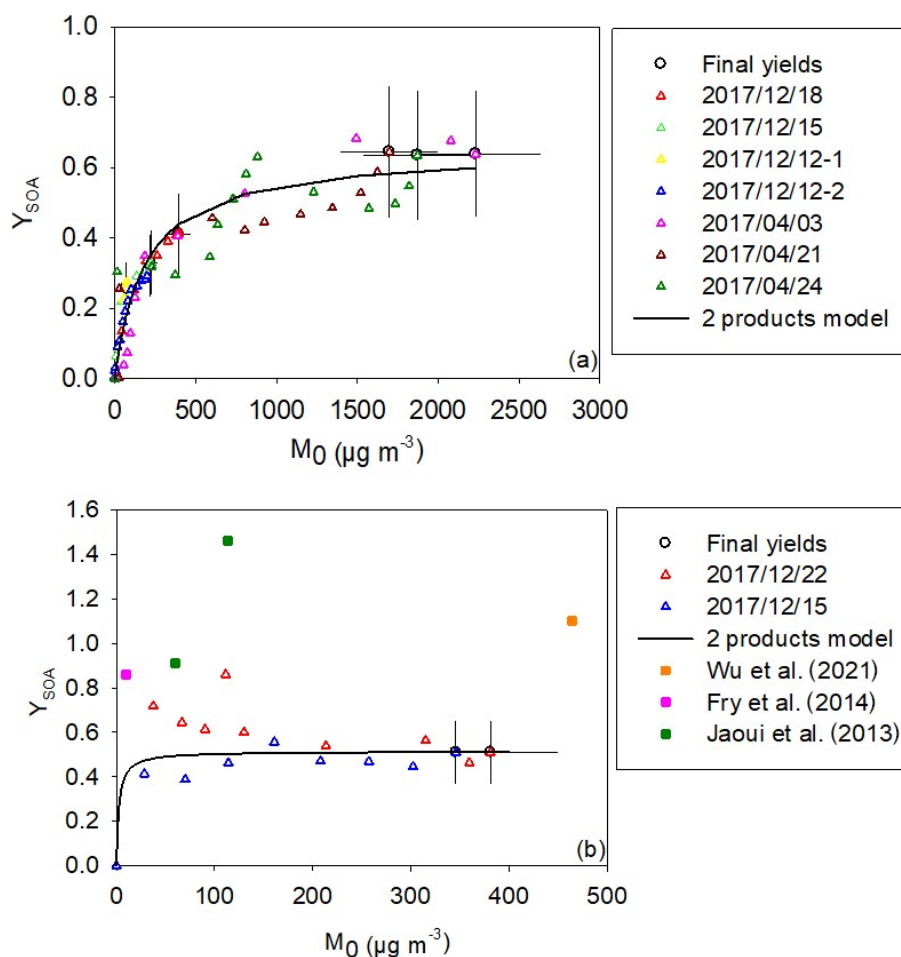 1.0
0.8
0.6
0.4
0.2
0.0
Y_SOA
0 500 1000 1500 2000 2500 3000
M₀ (µg m⁻³)
(a)
Final yields
2017/12/18
2017/12/15
2017/12/12-1
2017/12/12-2
2017/04/03
2017/04/21
2017/04/24
2 products model
1.6
1.4
1.2
1.0
0.8
0.6
0.4
0.2
0.0
Y_SOA
0 100 200 300 400 500
M₀ (µg m⁻³)
(b)
Final yields
2017/12/22
2017/12/15
2 products model
Wu et al. (2021)
Fry et al. (2014)
Jaoui et al. (2013)